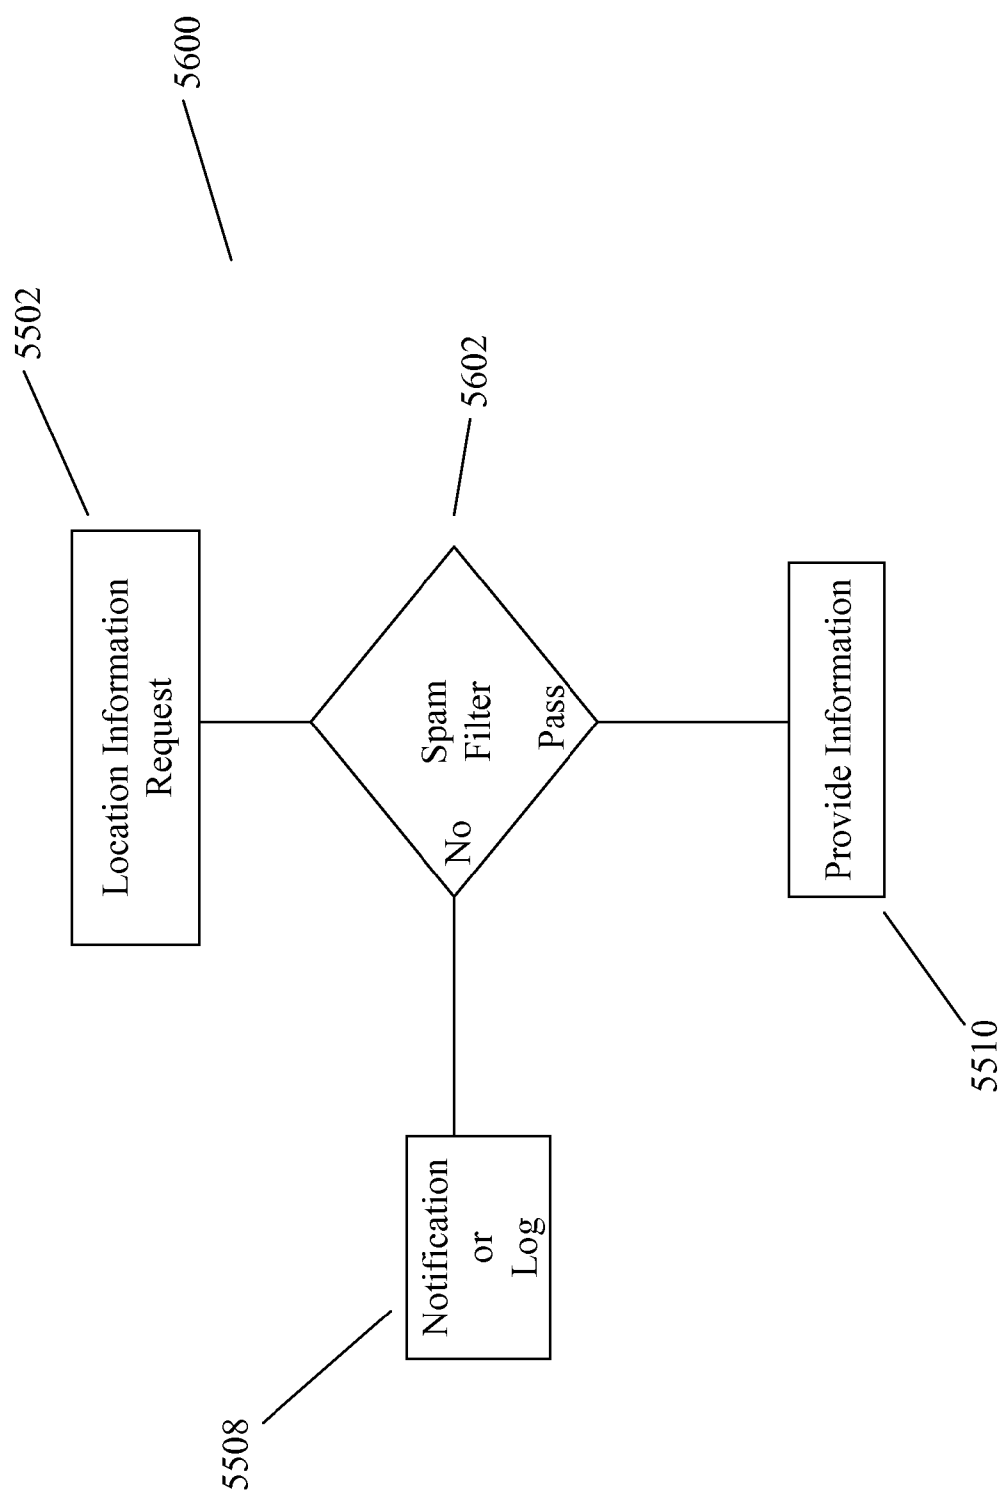 5600
5502
Location Information
Request
5602
Spam
Filter
No
Pass
5508
Notification
or
Log
Provide Information
5510